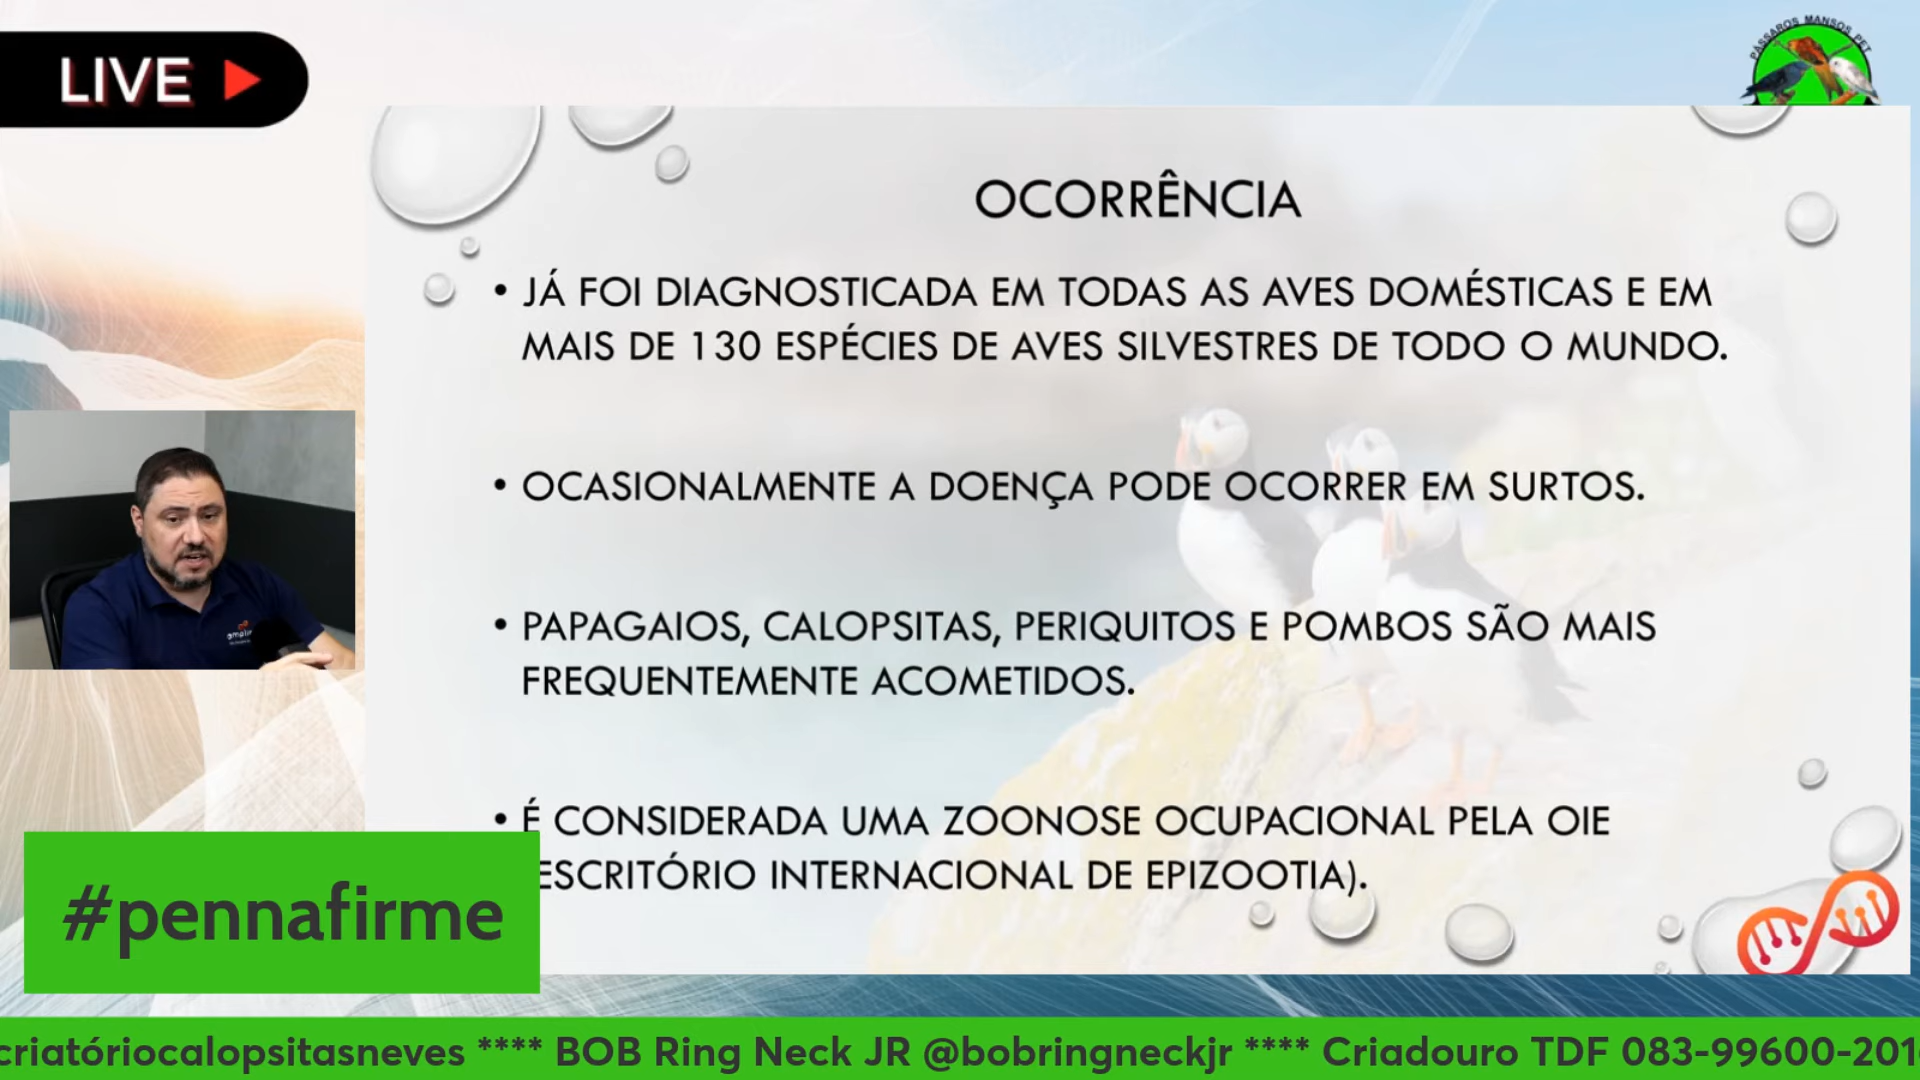 LIVE
PÁSSAROS MANSOS PET
OCORRÊNCIA
• JÁ FOI DIAGNOSTICADA EM TODAS AS AVES DOMÉSTICAS E EM
MAIS DE 130 ESPÉCIES DE AVES SILVESTRES DE TODO O MUNDO.
• OCASIONALMENTE A DOENÇA PODE OCORRER EM SURTOS.
• PAPAGAIOS, CALOPSITAS, PERIQUITOS E POMBOS SÃO MAIS
FREQUENTEMENTE ACOMETIDOS.
• É CONSIDERADA UMA ZOONOSE OCUPACIONAL PELA OIE
ESCRITÓRIO INTERNACIONAL DE EPIZOOTIA).
#pennafirme
criatóriocalopsitasneves **** BOB Ring Neck JR @bobringneckjr **** Criadouro TDF 083-99600-201